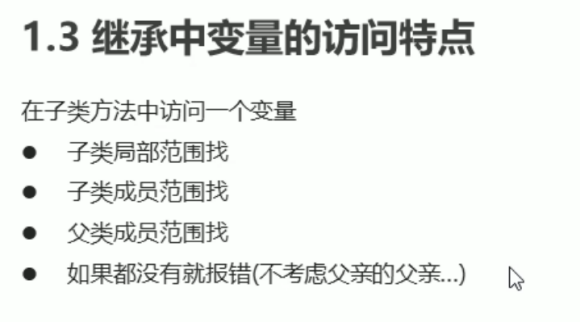 1.3 继承中变量的访问特点
在子类方法中访问一个变量
● 子类局部范围找
● 子类成员范围找
● 父类成员范围找
● 如果都没有就报错(不考虑父亲的父亲…)